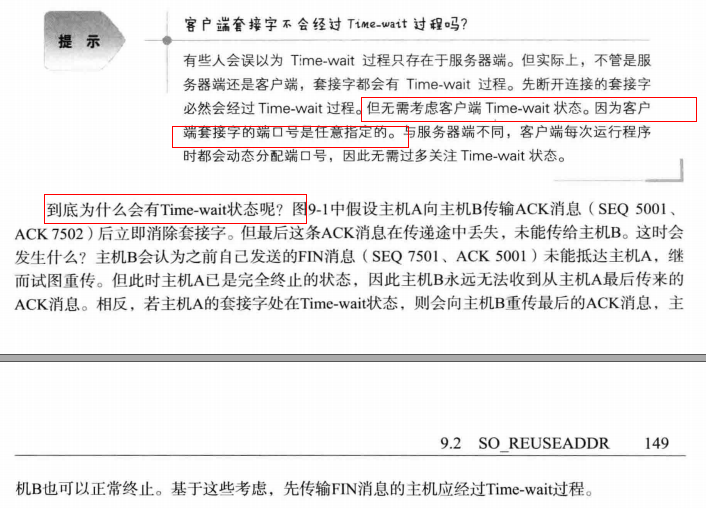 提 示
客户端套接字不会经过 Time-wait 过程吗？
有些人会误以为 Time-wait 过程只存在于服务器端。但实际上，不管是服
务器端还是客户端，套接字都会有 Time-wait 过程。先断开连接的套接字
必然会经过 Time-wait 过程。但无需考虑客户端 Time-wait 状态。因为客户
端套接字的端口号是任意指定的。与服务器端不同，客户端每次运行程序
时都会动态分配端口号，因此无需过多关注 Time-wait 状态。
到底为什么会有Time-wait状态呢？图9-1中假设主机A向主机B传输ACK消息（SEQ 5001、
ACK 7502）后立即消除套接字。但最后这条ACK消息在传递途中丢失，未能传给主机B。这时会
发生什么？主机B会认为之前自己发送的FIN消息（SEQ 7501、ACK 5001）未能抵达主机A，继
而试图重传。但此时主机A已是完全终止的状态，因此主机B永远无法收到从主机A最后传来的
ACK消息。相反，若主机A的套接字处在Time-wait状态，则会向主机B重传最后的ACK消息，主
9.2 SO_REUSEADDR 149
机B也可以正常终止。基于这些考虑，先传输FIN消息的主机应经过Time-wait过程。